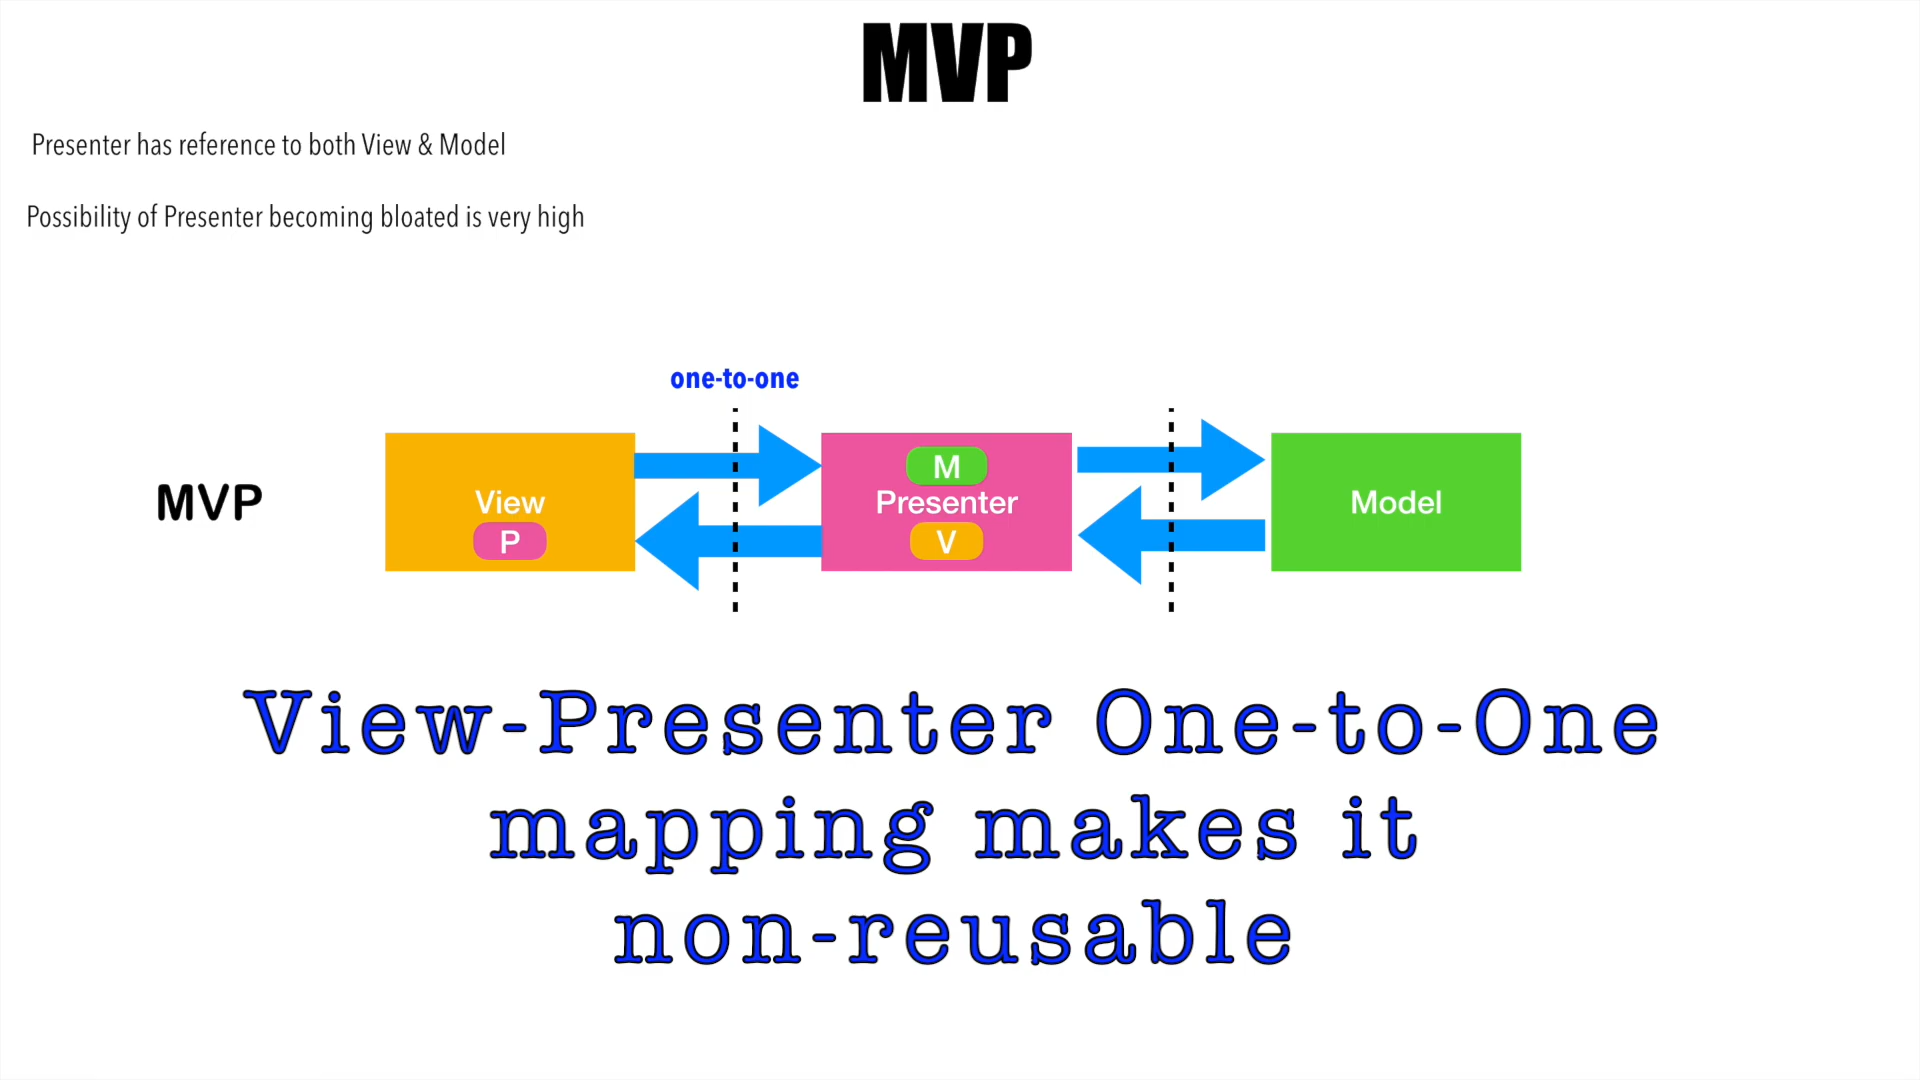 MVP
Presenter has reference to both View & Model
Possibility of Presenter becoming bloated is very high
one-to-one
MVP
View
P
M
Presenter
V
Model
View-Presenter One-to-One
mapping makes it
non-reusable